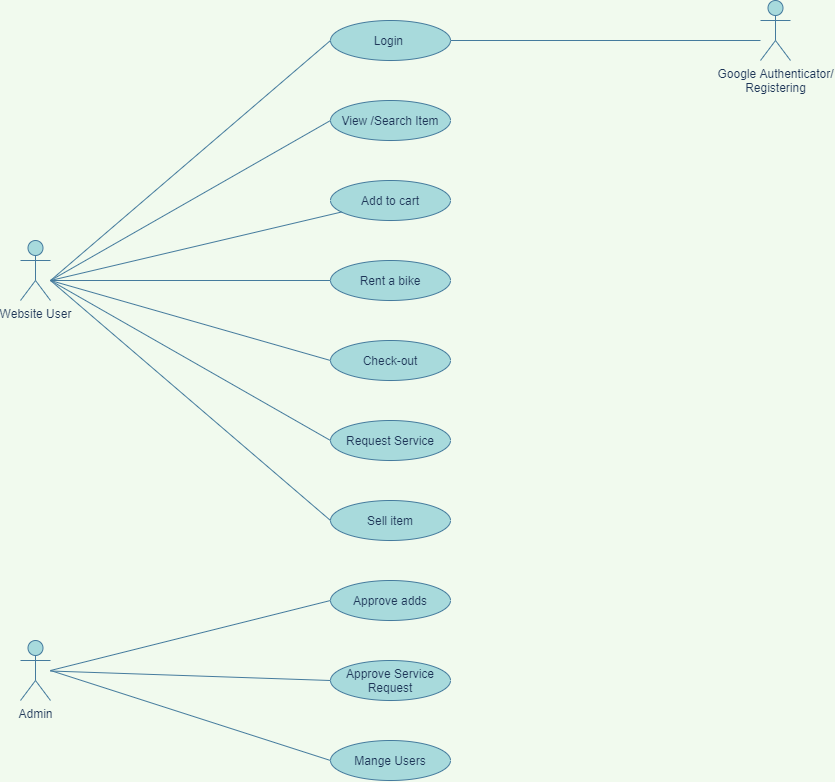 Login
Google Authenticator/
Registering
View /Search Item
Add to cart
Rent a bike
Website User
Check-out
Request Service
Sell item
Approve adds
Approve Service
Request
Admin
Mange Users